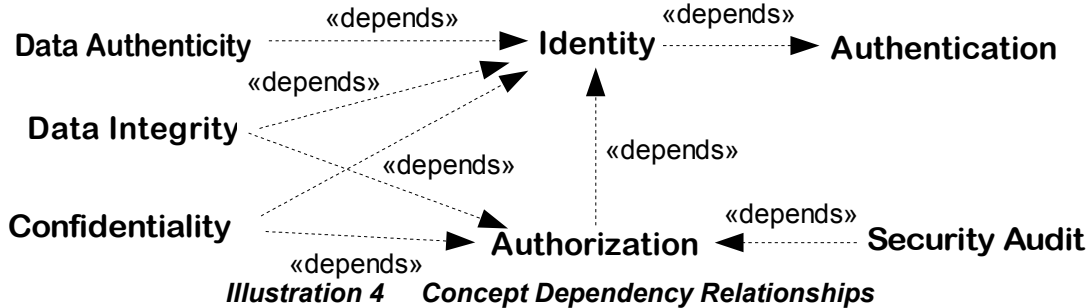 «depends»
«depends»
Data Authenticity
Identity
Authentication
«depends»
Data Integrity
«depends»
«depends»
Confidentiality
«depends»
Authorization
Security Audit
«depends»
Illustration 4 Concept Dependency Relationships